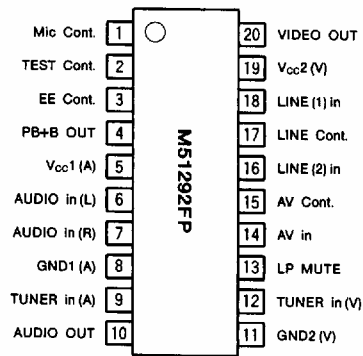 Mic Cont. 1
TEST Cont. 2
EE Cont. 3
PB+B OUT 4
Vcc1 (A) 5
AUDIO in (L) 6
AUDIO in (R) 7
GND1 (A) 8
TUNER in (A) 9
AUDIO OUT 10
M51292FP
20 VIDEO OUT
19 Vcc2 (V)
18 LINE (1) in
17 LINE Cont.
16 LINE (2) in
15 AV Cont.
14 AV in
13 LP MUTE
12 TUNER in (V)
11 GND2 (V)